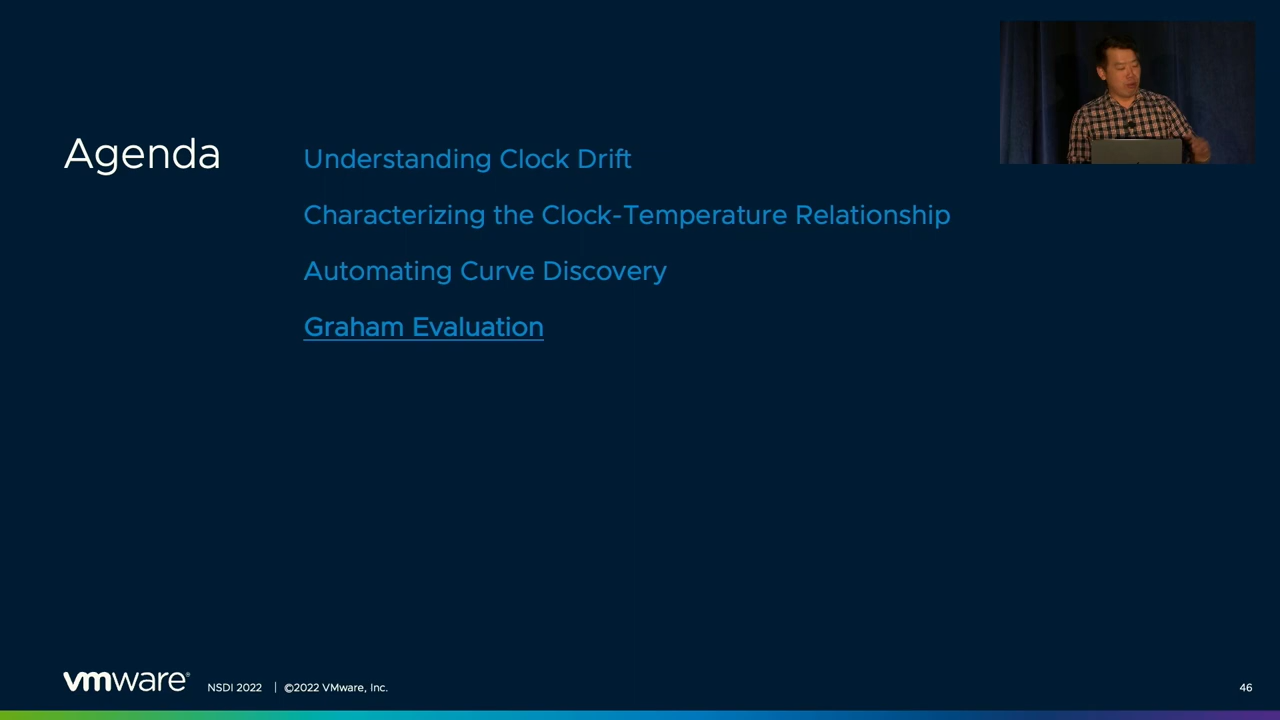 Agenda
Understanding Clock Drift
Characterizing the Clock-Temperature Relationship
Automating Curve Discovery
Graham Evaluation
vmware® NSDI 2022 | ©2022 VMware, Inc. 46